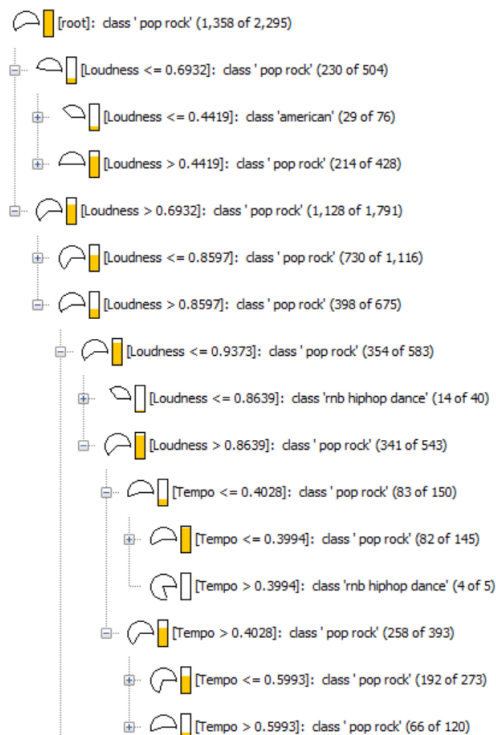 [root]: class ' pop rock' (1,358 of 2,295)
[Loudness <= 0.6932]: class ' pop rock' (230 of 504)
[Loudness <= 0.4419]: class 'american' (29 of 76)
[Loudness > 0.4419]: class ' pop rock' (214 of 428)
[Loudness > 0.6932]: class ' pop rock' (1,128 of 1,791)
[Loudness <= 0.8597]: class ' pop rock' (730 of 1,116)
[Loudness > 0.8597]: class ' pop rock' (398 of 675)
[Loudness <= 0.9373]: class ' pop rock' (354 of 583)
[Loudness <= 0.8639]: class 'rnb hiphop dance' (14 of 40)
[Loudness > 0.8639]: class ' pop rock' (341 of 543)
[Tempo <= 0.4028]: class ' pop rock' (83 of 150)
[Tempo <= 0.3994]: class ' pop rock' (82 of 145)
[Tempo > 0.3994]: class 'rnb hiphop dance' (4 of 5)
[Tempo > 0.4028]: class ' pop rock' (258 of 393)
[Tempo <= 0.5993]: class ' pop rock' (192 of 273)
[Tempo > 0.5993]: class ' pop rock' (66 of 120)